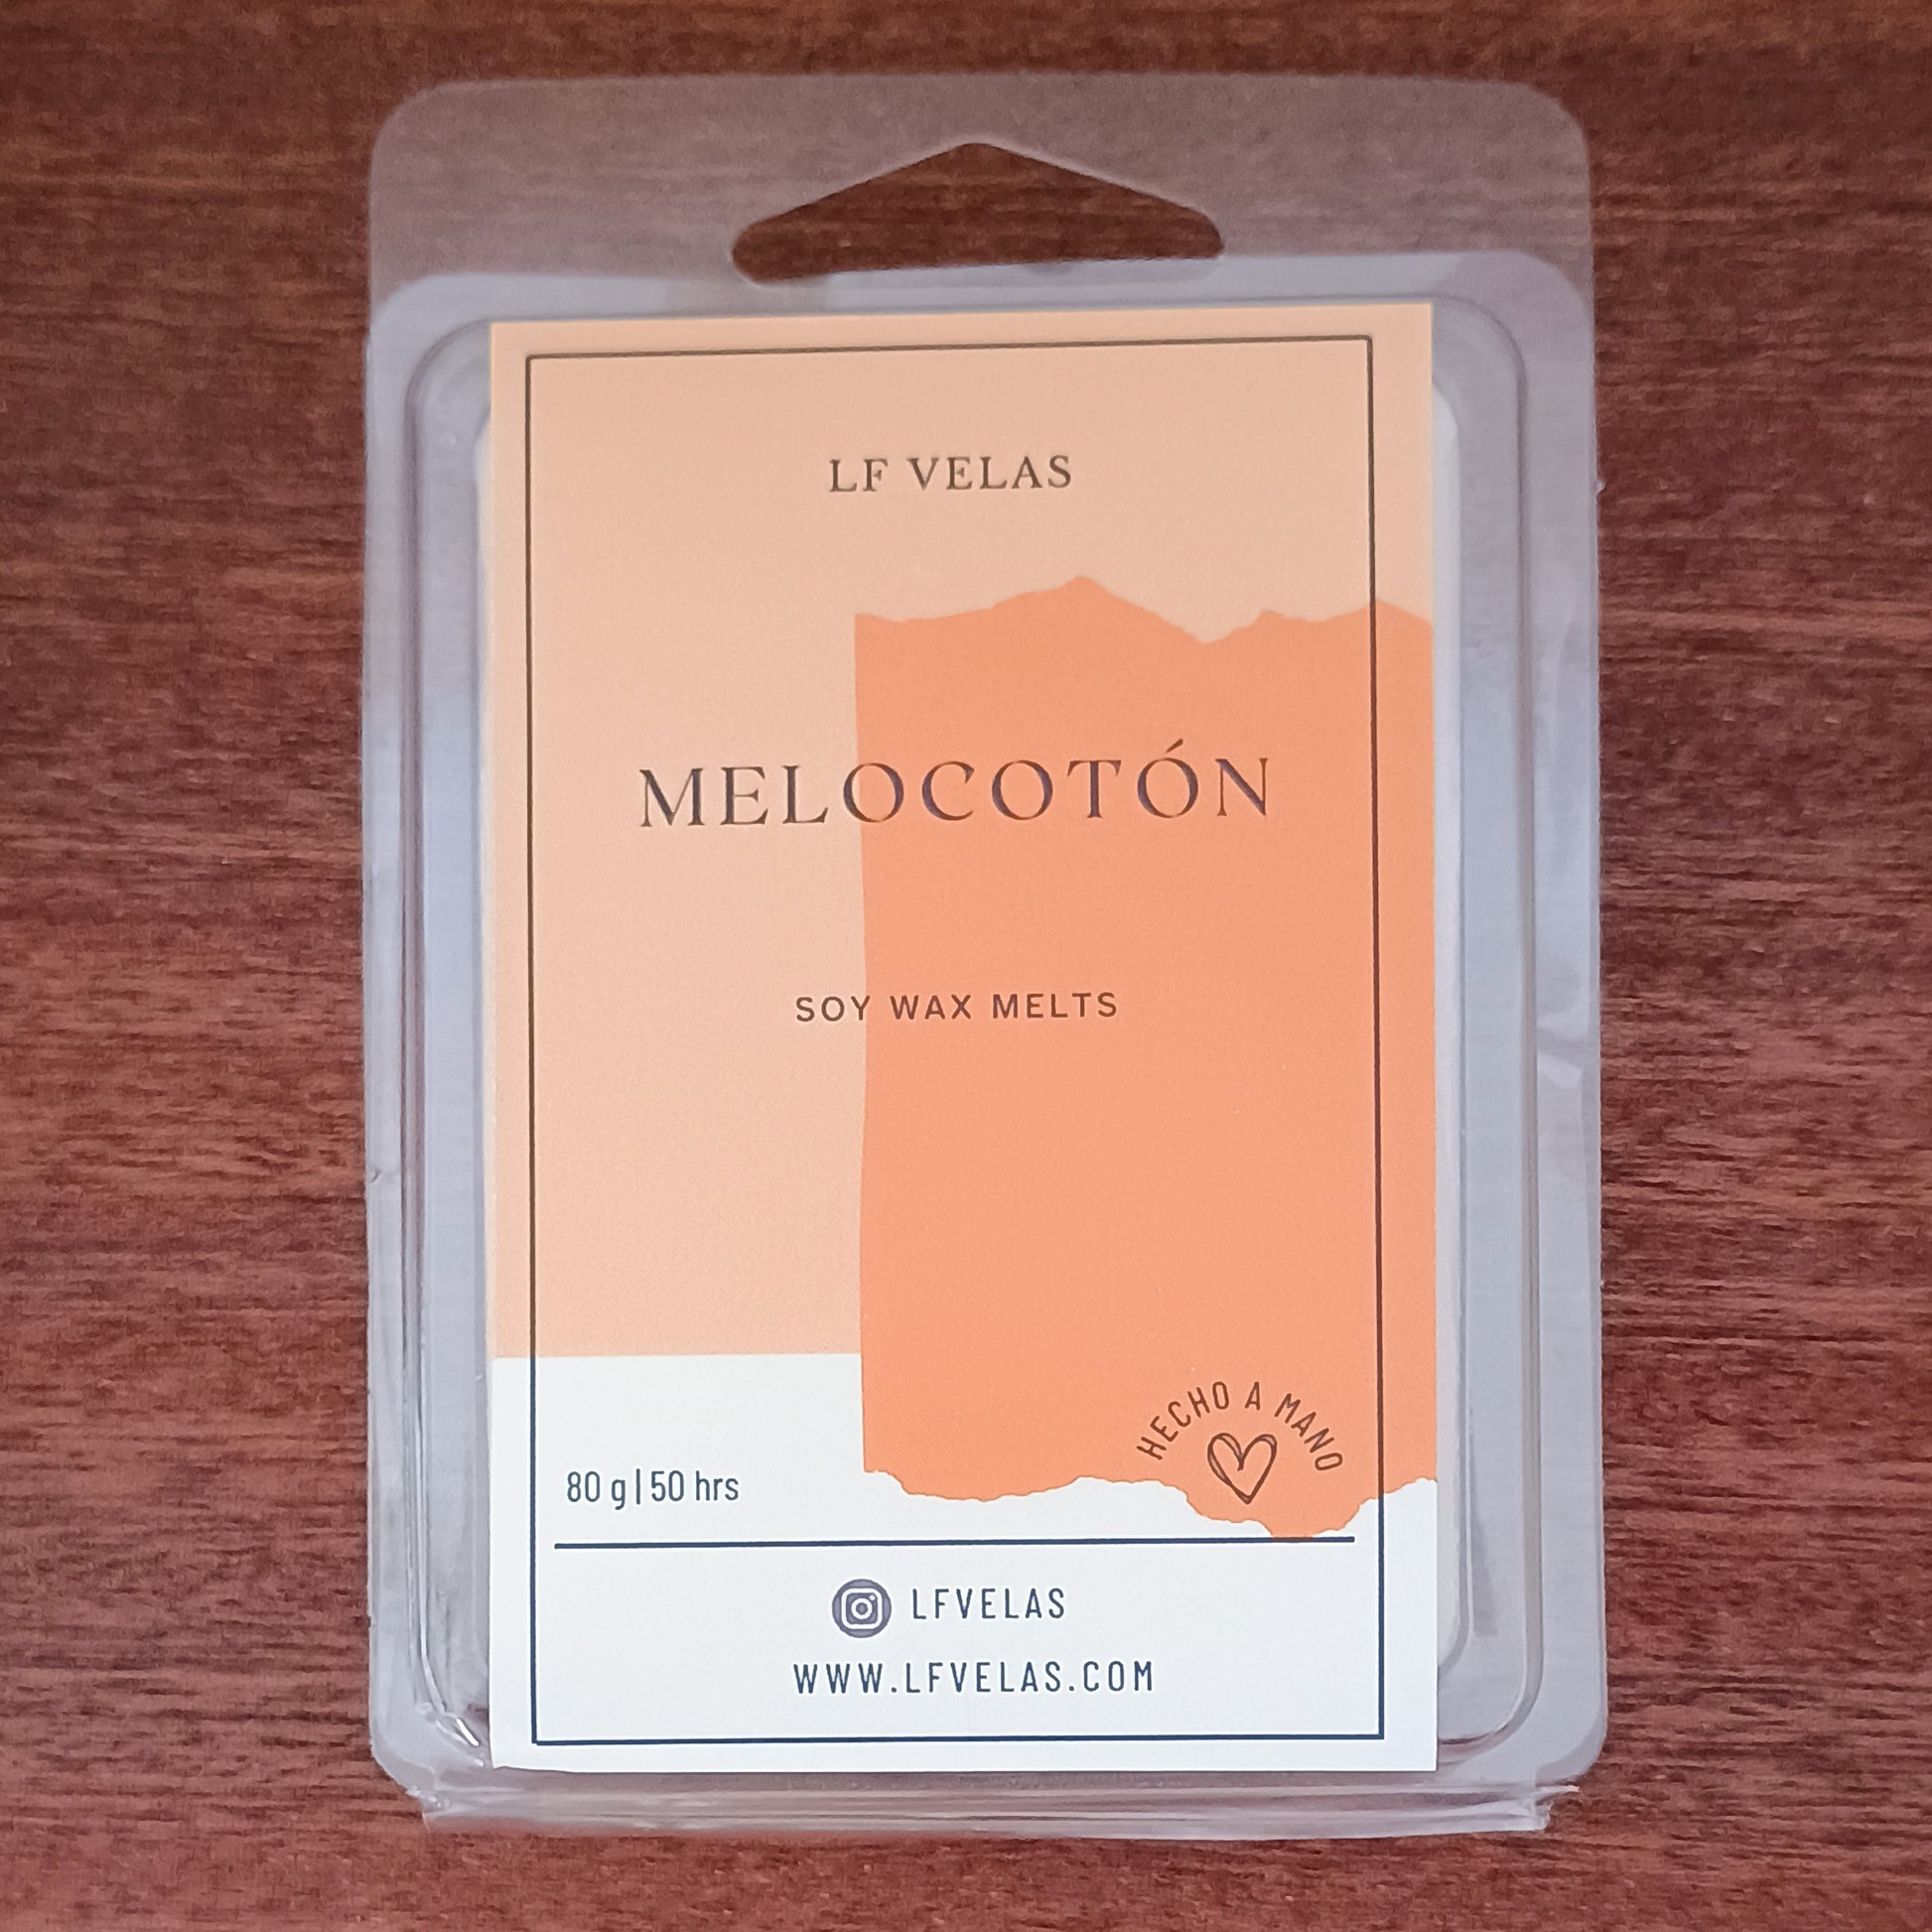 LF VELAS
MELOCOTÓN
SOY WAX MELTS
HECHO A MANO
80 g | 50 hrs
LFVELAS
WWW.LFVELAS.COM